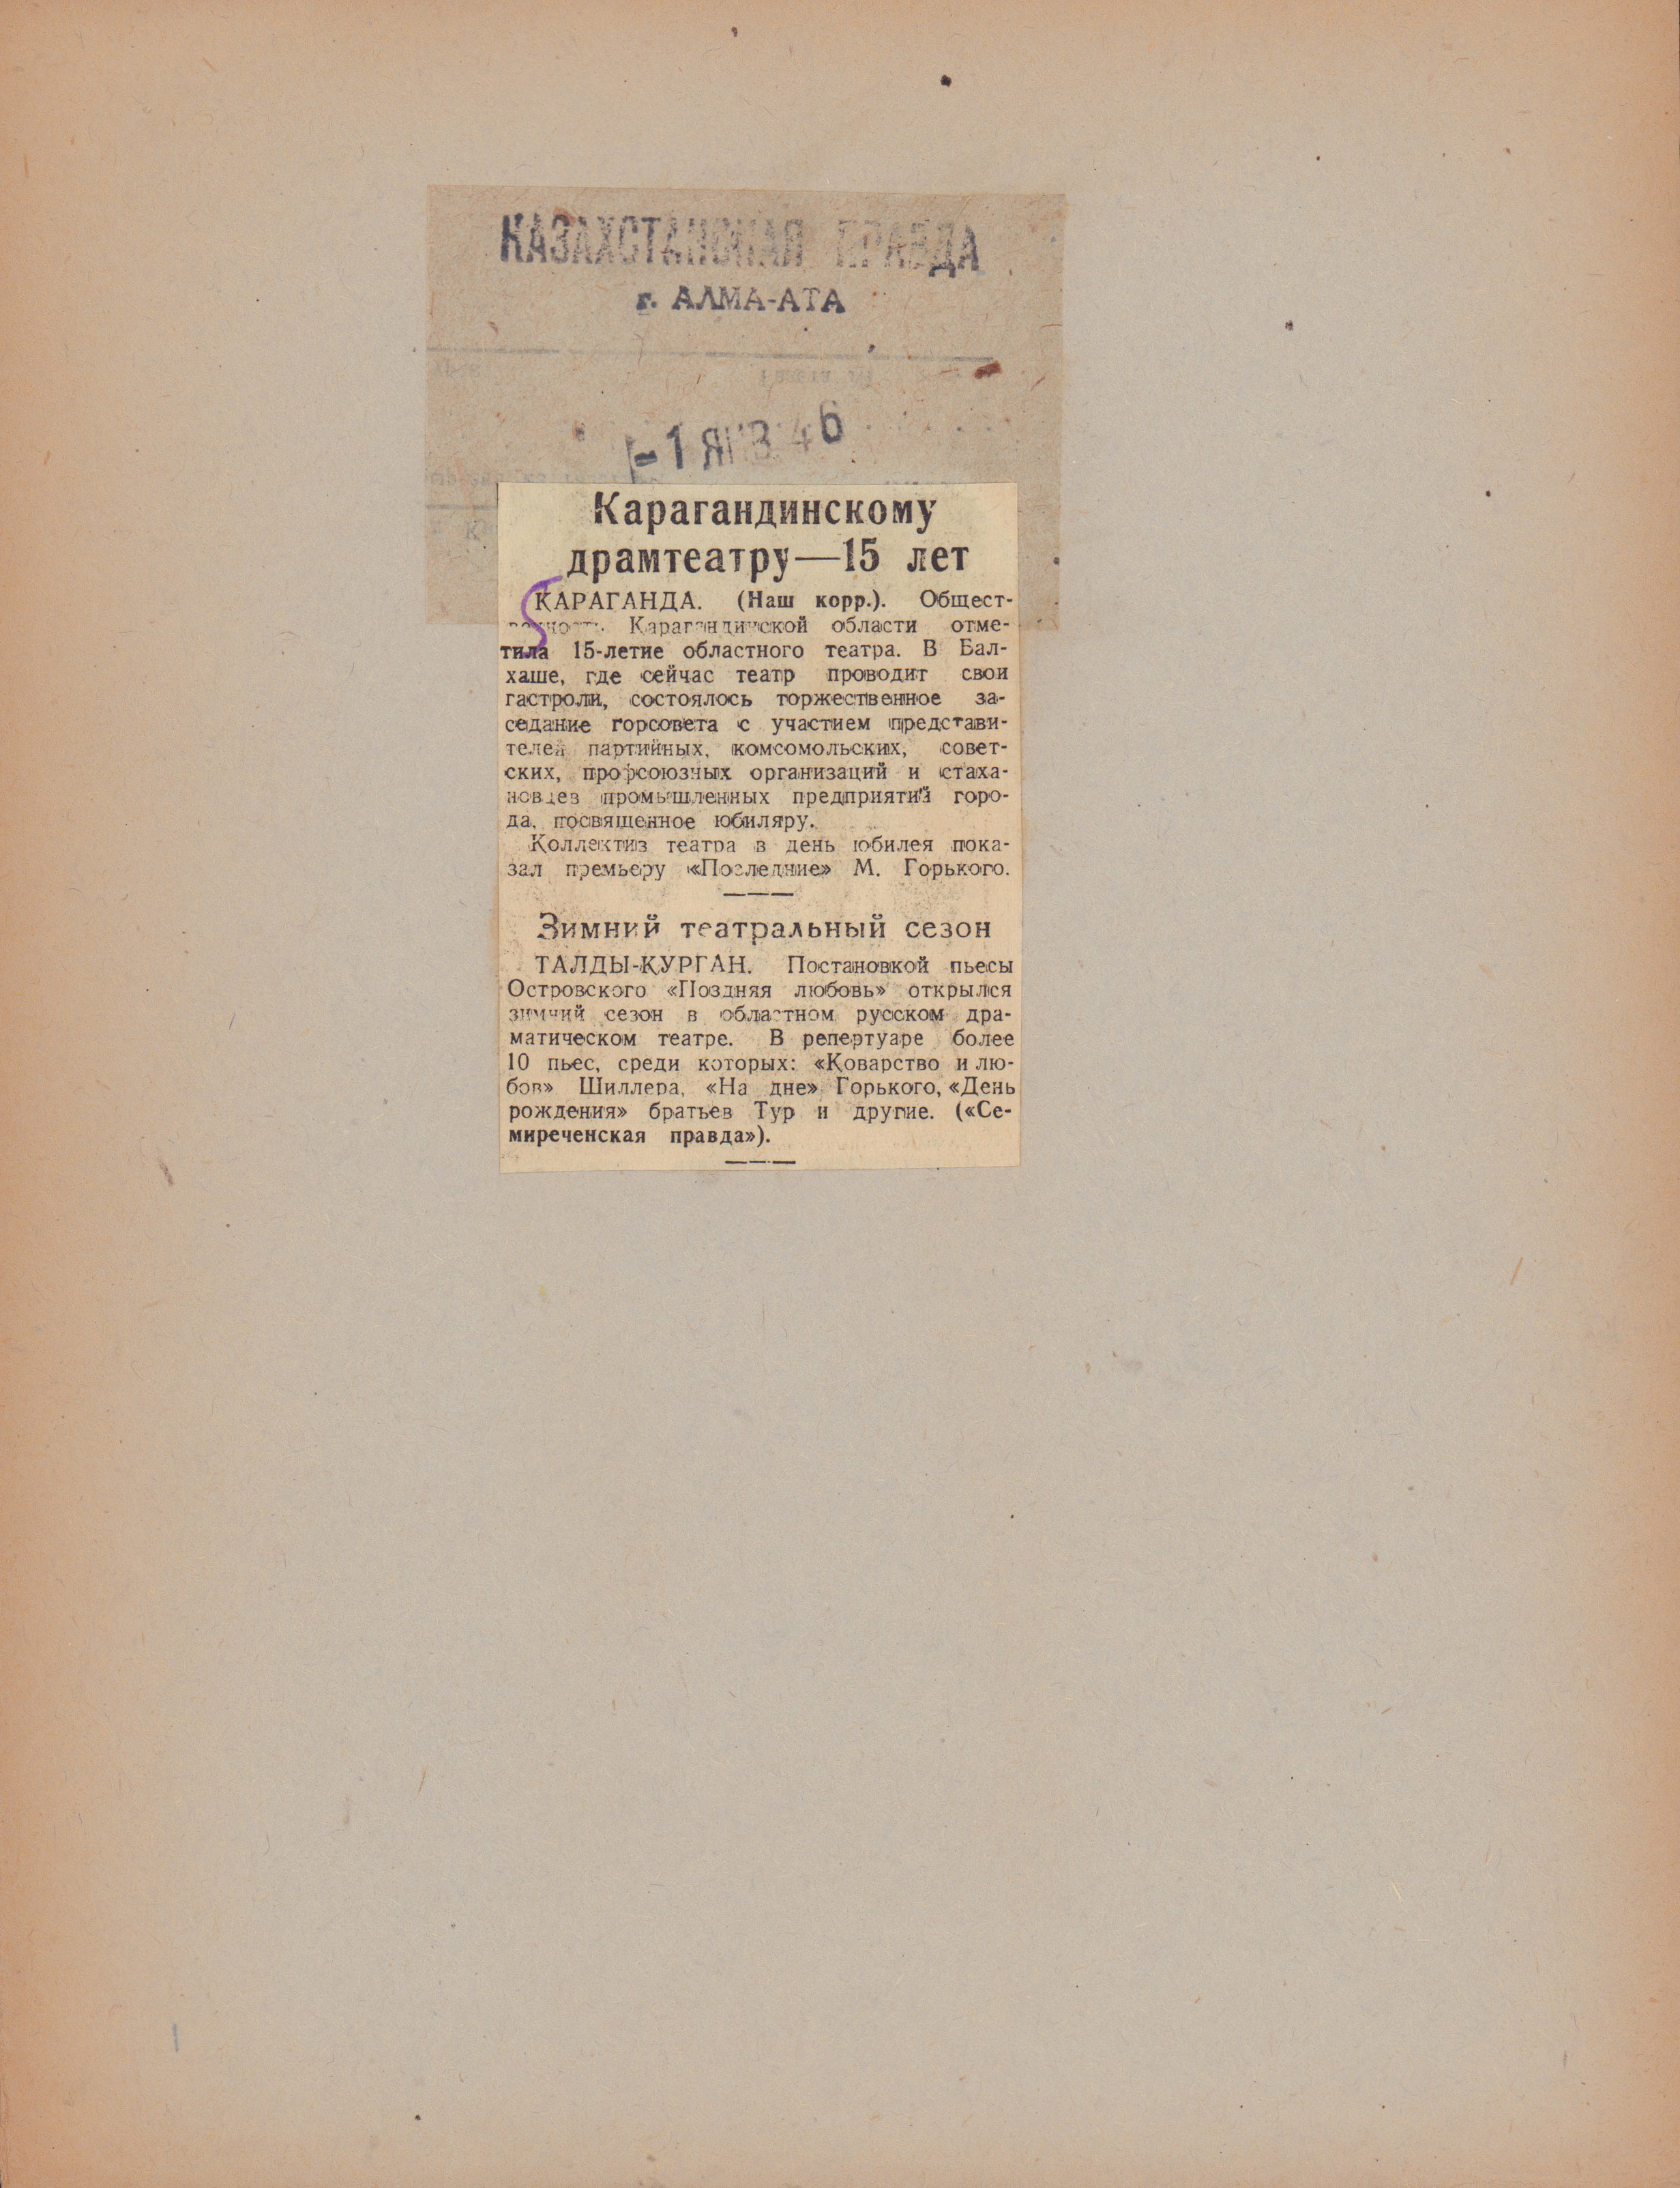 КАЗАХСТАНСКАЯ ПРАВДА
г. АЛМА-АТА
-1 ЯНВ 46
Карагандинскому
драмтеатру—15 лет
КАРАГАНДА. (Наш корр.). Общест-
венность Карагандинской области отме-
тила 15-летие областного театра. В Бал-
хаше, где сейчас театр проводит свои
гастроли, состоялось торжественное за-
седание горсовета с участием представи-
телей партийных, комсомольских, совет-
ских, профсоюзных организаций и стаха-
новцев промышленных предприятий горо-
да, посвященное юбиляру.
Коллектив театра в день юбилея пока-
зал премьеру «Последние» М. Горького.
Зимний театральный сезон
ТАЛДЫ-КУРГАН. Постановкой пьесы
Островского «Поздняя любовь» открылся
зимний сезон в областном русском дра-
матическом театре. В репертуаре более
10 пьес, среди которых: «Коварство и лю-
бовь» Шиллера, «На дне» Горького, «День
рождения» братьев Тур и другие. («Се-
миреченская правда»).